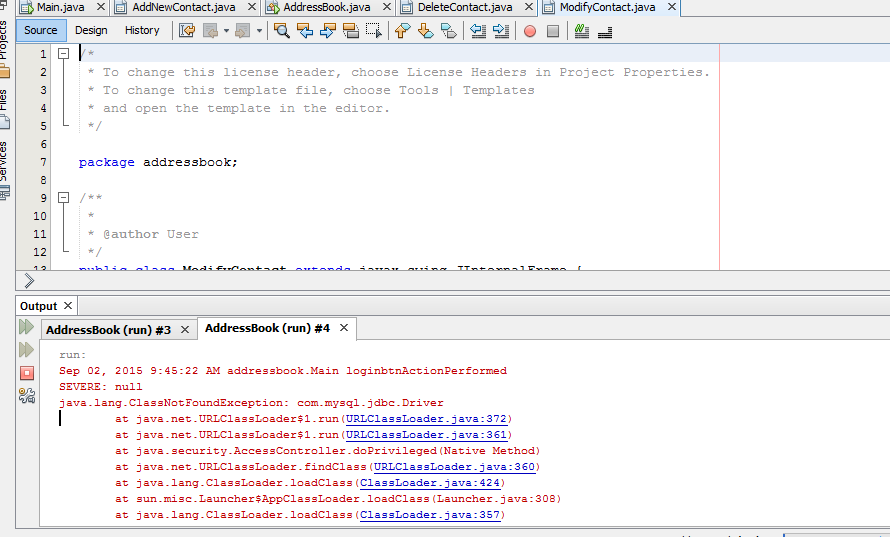 Main.java AddNewContact.java AddressBook.java DeleteContact.java ModifyContact.java
Source Design History
Projects
Files
Services
1 /*
2 * To change this license header, choose License Headers in Project Properties.
3 * To change this template file, choose Tools | Templates
4 * and open the template in the editor.
5 */
6
7 package addressbook;
8
9 /**
10 *
11 * @author User
12 */
13 public class ModifyContact extends javax.swing.JInternalFrame {
Output
AddressBook (run) #3 AddressBook (run) #4
run:
Sep 02, 2015 9:45:22 AM addressbook.Main loginbtnActionPerformed
SEVERE: null
java.lang.ClassNotFoundException: com.mysql.jdbc.Driver
at java.net.URLClassLoader$1.run(URLClassLoader.java:372)
at java.net.URLClassLoader$1.run(URLClassLoader.java:361)
at java.security.AccessController.doPrivileged(Native Method)
at java.net.URLClassLoader.findClass(URLClassLoader.java:360)
at java.lang.ClassLoader.loadClass(ClassLoader.java:424)
at sun.misc.Launcher$AppClassLoader.loadClass(Launcher.java:308)
at java.lang.ClassLoader.loadClass(ClassLoader.java:357)